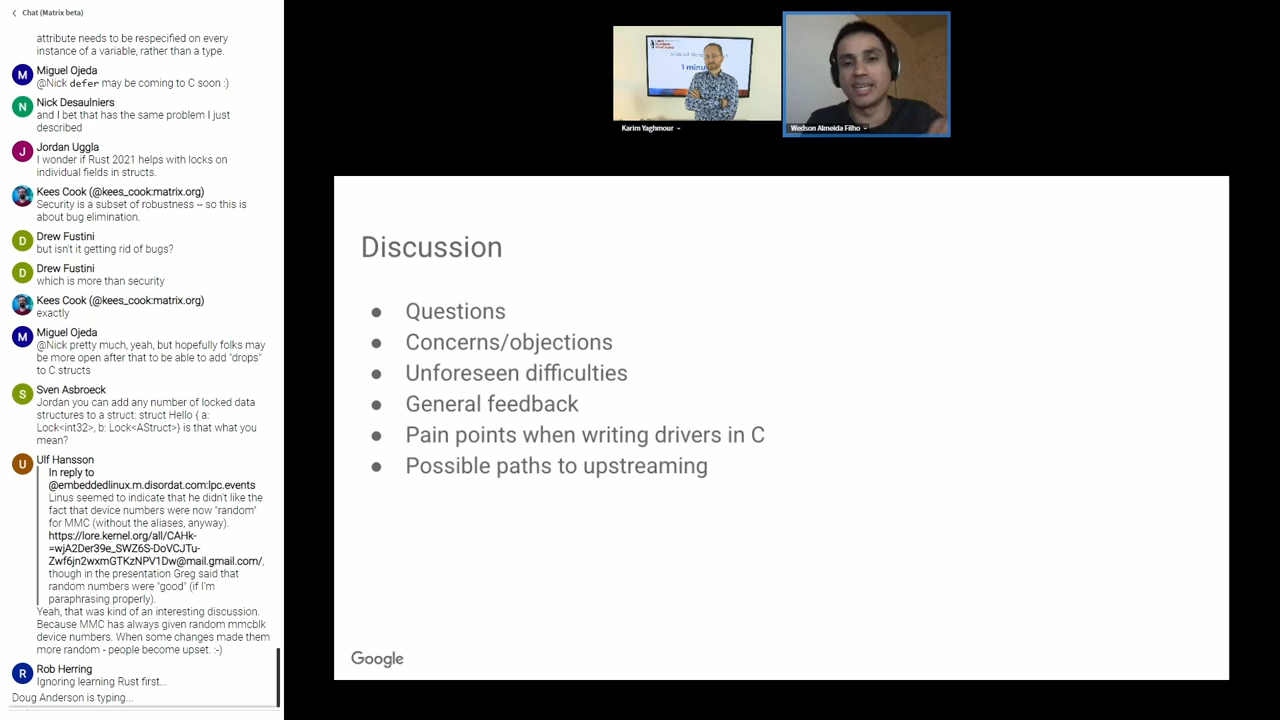 Chat (Matrix beta)
attribute needs to be respecified on every
instance of a variable, rather than a type.
M
Miguel Ojeda
@Nick defer may be coming to C soon :)
N
Nick Desaulniers
and I bet that has the same problem I just
described
J
Jordan Uggla
I wonder if Rust 2021 helps with locks on
individual fields in structs.
Kees Cook (@kees_cook:matrix.org)
Security is a subset of robustness -- so this is
about bug elimination.
D
Drew Fustini
but isn't it getting rid of bugs?
D
Drew Fustini
which is more than security
Kees Cook (@kees_cook:matrix.org)
exactly
M
Miguel Ojeda
@Nick pretty much, yeah, but hopefully folks may
be more open after that to be able to add "drops"
to C structs
S
Sven Asbroeck
Jordan you can add any number of locked data
structures to a struct: struct Hello { a:
Lock<int32>, b: Lock<AStruct>} is that what you
mean?
U
Ulf Hansson
In reply to
@embeddedlinux.m.disordat.com:lpc.events
Linus seemed to indicate that he didn't like the
fact that device numbers were now "random"
for MMC (without the aliases, anyway).
https://lore.kernel.org/all/CAHk-
=wjA2Der39e_SWZ6S-DoVCJTu-
Zwf6jn2wxmGTKzNPV1Dw@mail.gmail.com/,
though in the presentation Greg said that
random numbers were "good" (if I'm
paraphrasing properly).
Yeah, that was kind of an interesting discussion.
Because MMC has always given random mmcblk
device numbers. When some changes made them
more random - people become upset. :-)
R
Rob Herring
Ignoring learning Rust first...
Doug Anderson is typing...
1 minu
Karim Yaghmour
Wedson Almeida Filho
Discussion
● Questions
● Concerns/objections
● Unforeseen difficulties
● General feedback
● Pain points when writing drivers in C
● Possible paths to upstreaming
Google